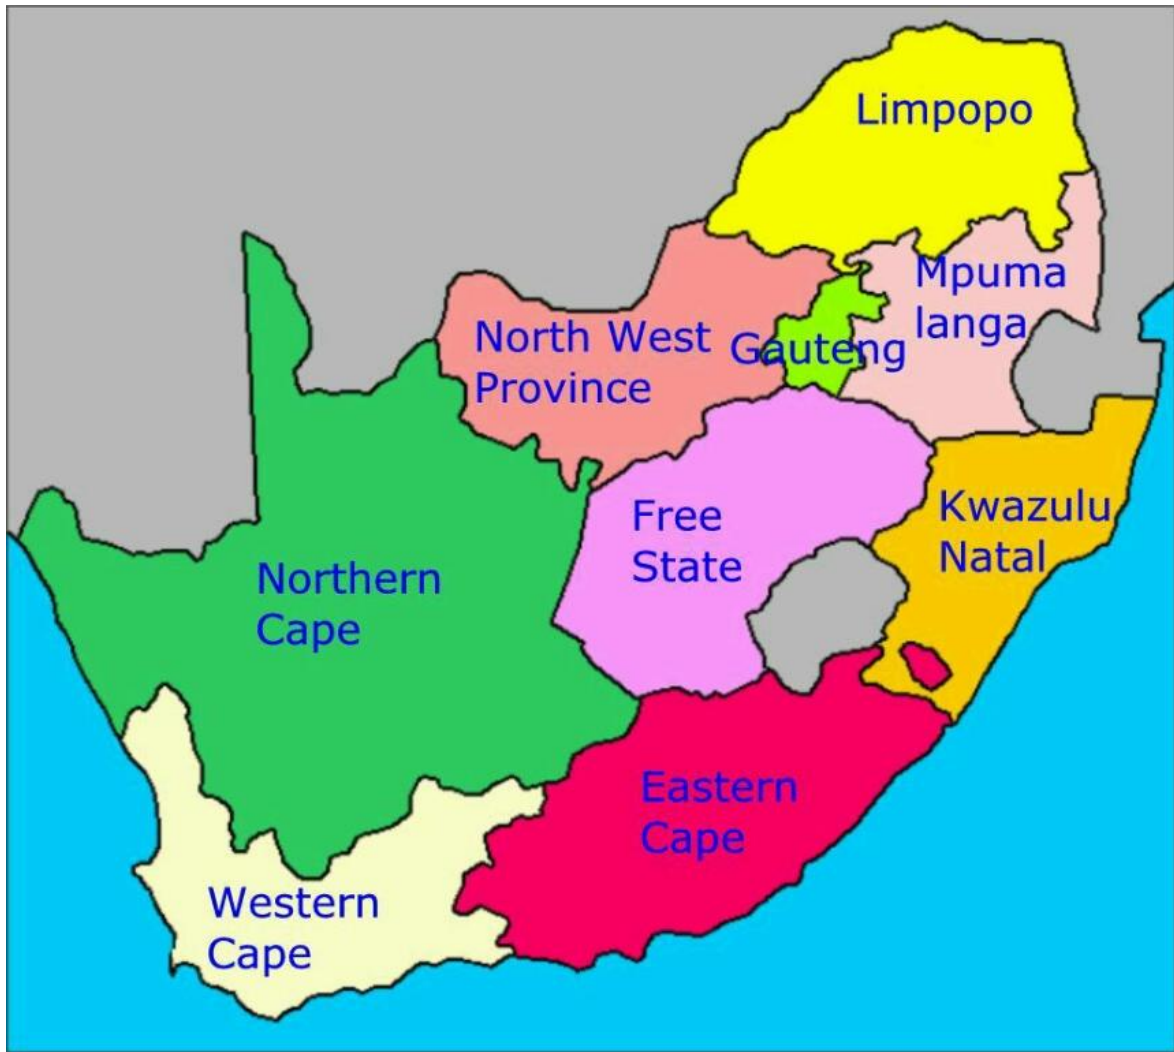 Limpopo
Mpuma
langa
North West
Province
Gauteng
Free
State
Kwazulu
Natal
Northern
Cape
Eastern
Cape
Western
Cape